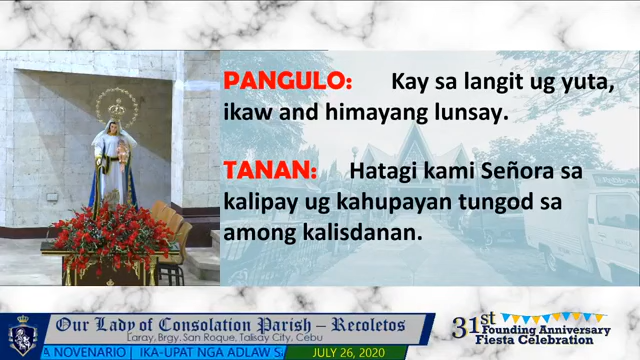 PANGULO: Kay sa langit ug yuta,
ikaw and himayang lunsay.
TANAN: Hatagi kami Señora sa
kalipay ug kahupayan tungod sa
among kalisdanan.
Our Lady of Consolation Parish – Recoletos
Laray, Brgy. San Roque, Talisay City, Cebu
31st Founding Anniversary
Fiesta Celebration
A NOVENARIO | IKA-UPAT NGA ADLAW SA
JULY 26, 2020